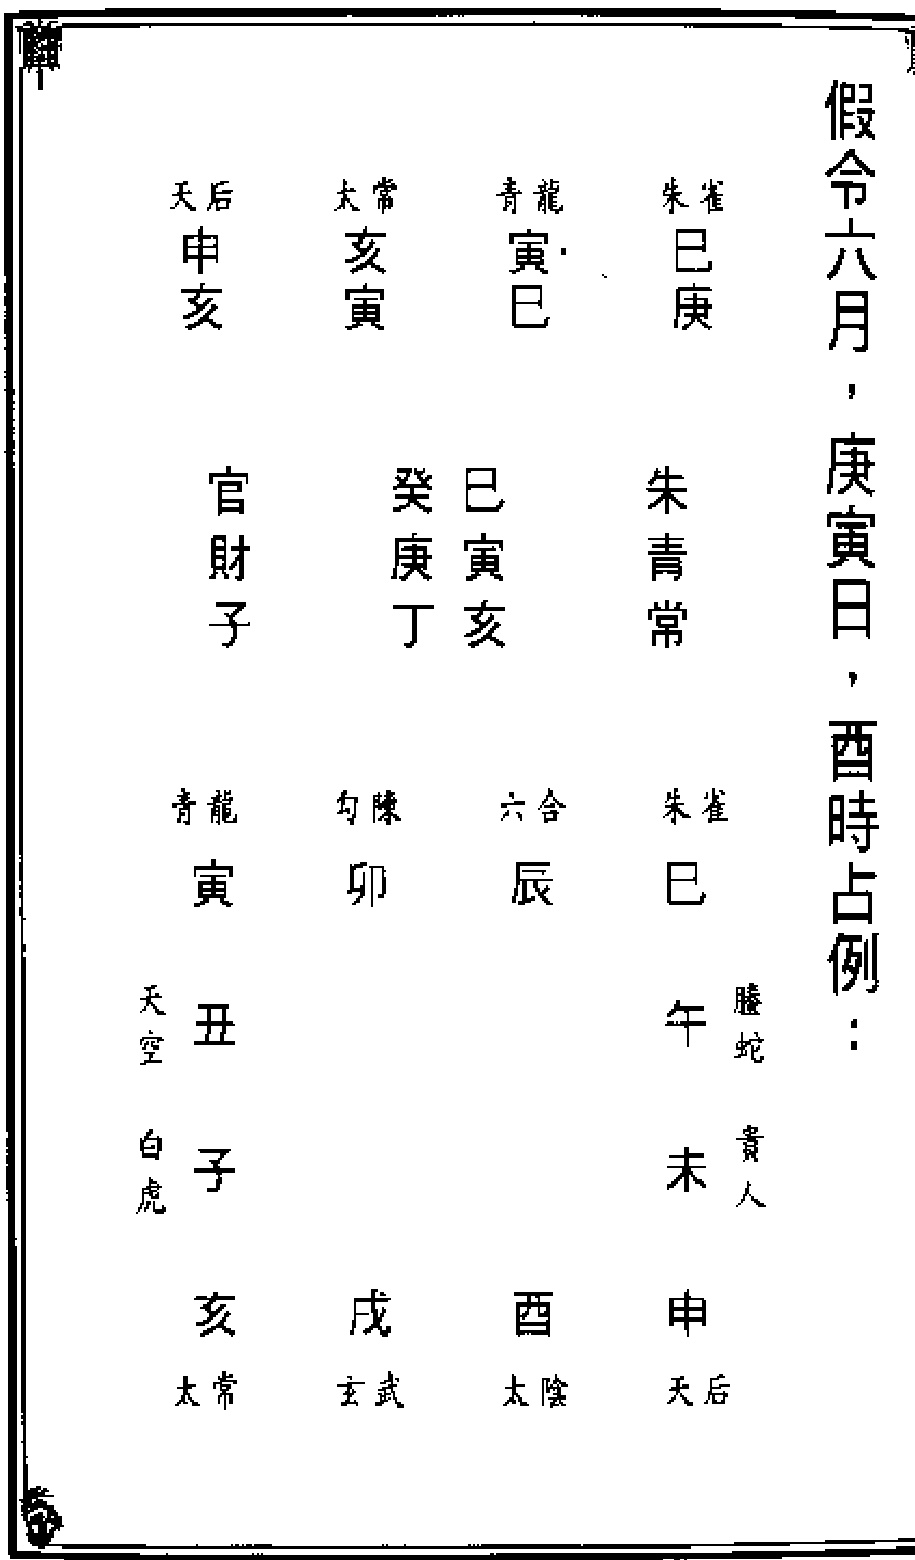 假令六月，庚寅日，酉時占例：
天后 太常 青龍 朱雀
申 亥 寅 巳
亥 寅 巳 庚
官 癸 巳 朱
財 庚 寅 青
子 丁 亥 常
青龍 勾陳 六合 朱雀
寅 卯 辰 巳
天空 丑 午 螣蛇
白虎 子 未 貴人
亥 戌 酉 申
太常 玄武 太陰 天后